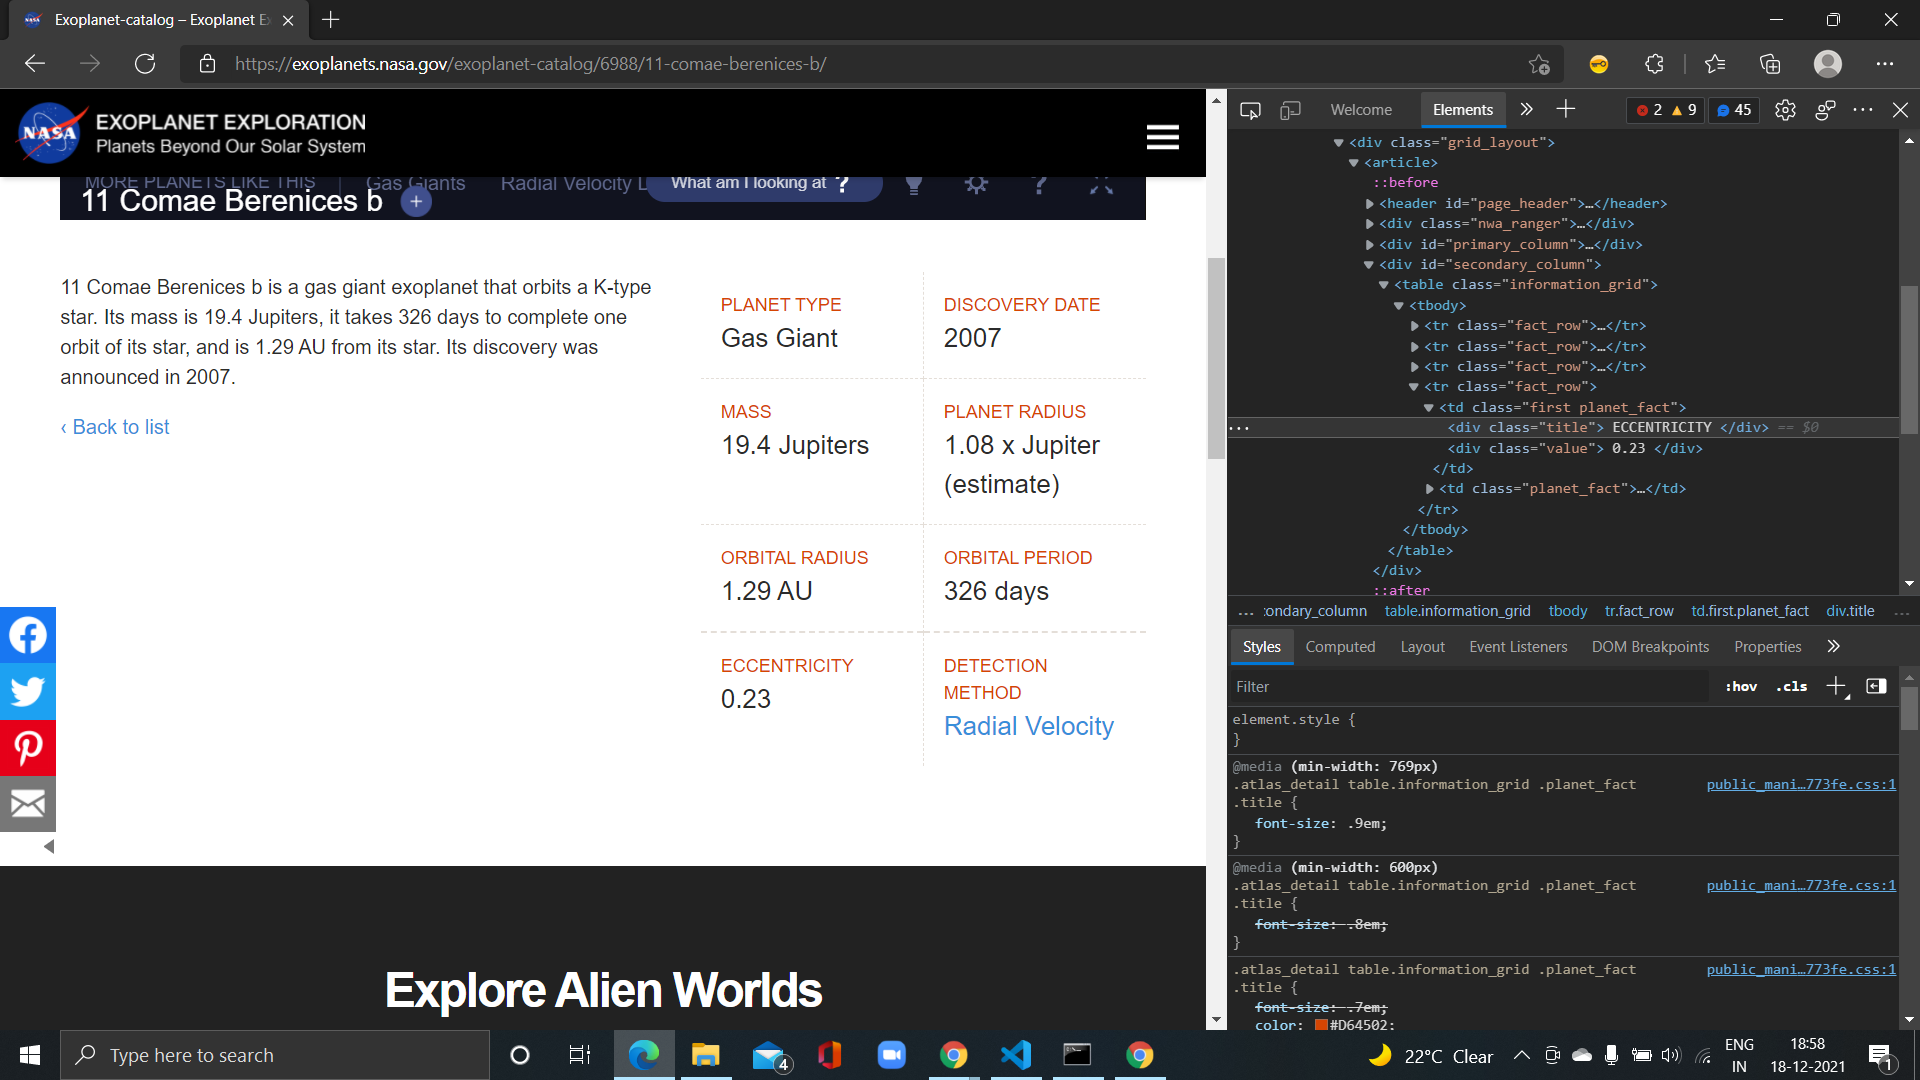 Exoplanet-catalog – Exoplanet E
https://exoplanets.nasa.gov/exoplanet-catalog/6988/11-comae-berenices-b/
NASA
EXOPLANET EXPLORATION
Planets Beyond Our Solar System
MORE PLANETS LIKE THIS
Gas Giants
Radial Velocity
What am I looking at ?
11 Comae Berenices b +
11 Comae Berenices b is a gas giant exoplanet that orbits a K-type
star. Its mass is 19.4 Jupiters, it takes 326 days to complete one
orbit of its star, and is 1.29 AU from its star. Its discovery was
announced in 2007.
‹ Back to list
PLANET TYPE
Gas Giant
DISCOVERY DATE
2007
MASS
19.4 Jupiters
PLANET RADIUS
1.08 x Jupiter
(estimate)
ORBITAL RADIUS
1.29 AU
ORBITAL PERIOD
326 days
ECCENTRICITY
0.23
DETECTION
METHOD
Radial Velocity
Explore Alien Worlds
Welcome
Elements
2
9
45
<div class="grid_layout">
<article>
::before
<header id="page_header">…</header>
<div class="nwa_ranger">…</div>
<div id="primary_column">…</div>
<div id="secondary_column">
<table class="information_grid">
<tbody>
<tr class="fact_row">…</tr>
<tr class="fact_row">…</tr>
<tr class="fact_row">…</tr>
<tr class="fact_row">
<td class="first planet_fact">
<div class="title"> ECCENTRICITY </div> == $0
<div class="value"> 0.23 </div>
</td>
<td class="planet_fact">…</td>
</tr>
</tbody>
</table>
</div>
::after
... :ondary_column table.information_grid tbody tr.fact_row td.first.planet_fact div.title ...
Styles Computed Layout Event Listeners DOM Breakpoints Properties
Filter :hov .cls
element.style {
}
@media (min-width: 769px)
.atlas_detail table.information_grid .planet_fact public_mani…773fe.css:1
.title {
font-size: .9em;
}
@media (min-width: 600px)
.atlas_detail table.information_grid .planet_fact public_mani…773fe.css:1
.title {
font-size: .8em;
}
.atlas_detail table.information_grid .planet_fact public_mani…773fe.css:1
.title {
font-size: .7em;
color: #D64502;
Type here to search
4
22°C Clear
ENG
IN
18:58
18-12-2021
1